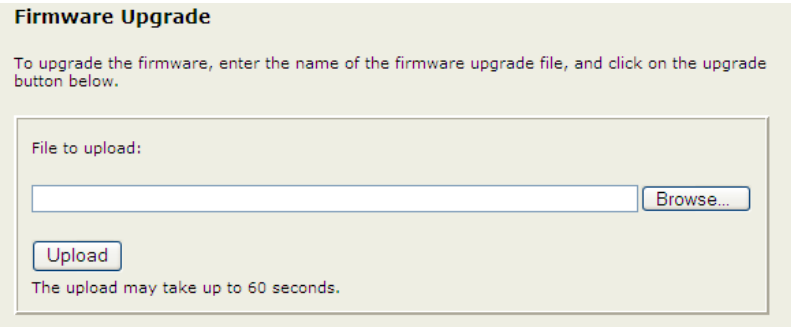 Firmware Upgrade
To upgrade the firmware, enter the name of the firmware upgrade file, and click on the upgrade
button below.
File to upload:
Browse...
Upload
The upload may take up to 60 seconds.